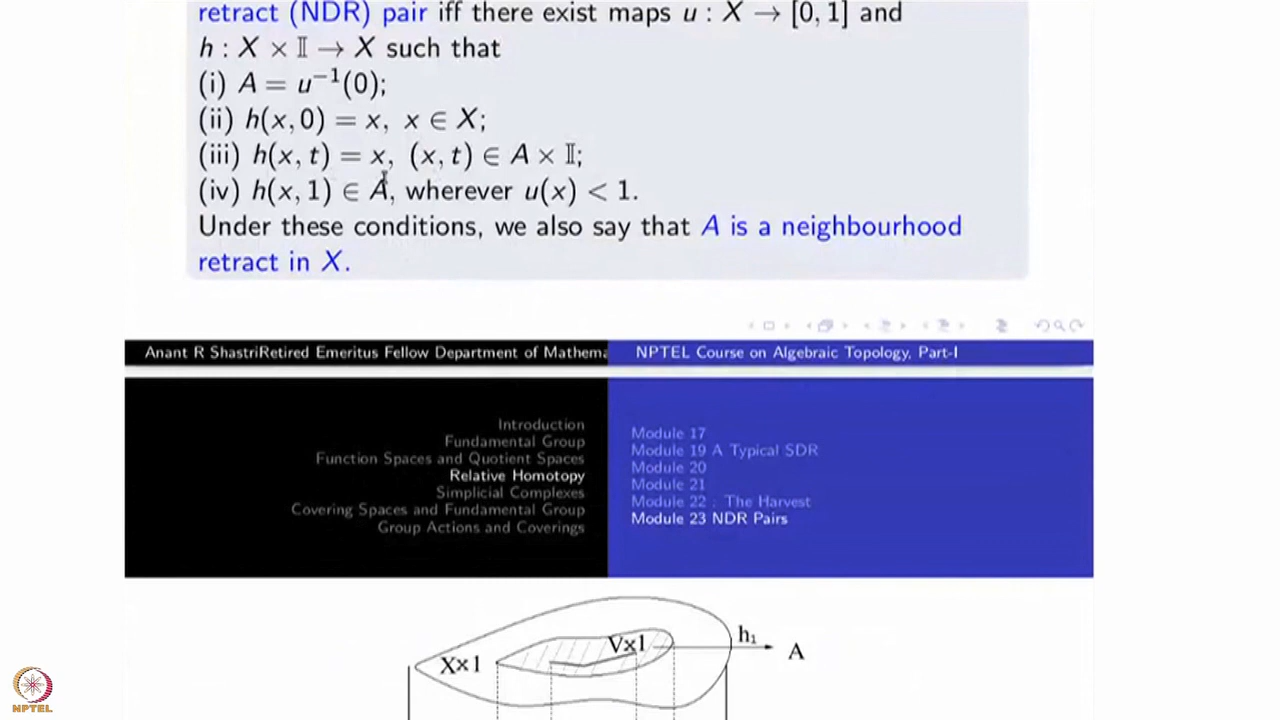 retract (NDR) pair iff there exist maps u : X → [0, 1] and
h : X × 𝕀 → X such that
(i) A = u⁻¹(0);
(ii) h(x, 0) = x, x ∈ X;
(iii) h(x, t) = x, (x, t) ∈ A × 𝕀;
(iv) h(x, 1) ∈ A, wherever u(x) < 1.
Under these conditions, we also say that A is a neighbourhood
retract in X.
Anant R ShastriRetired Emeritus Fellow Department of Mathema
NPTEL Course on Algebraic Topology, Part-I
Introduction
Fundamental Group
Function Spaces and Quotient Spaces
Relative Homotopy
Simplicial Complexes
Covering Spaces and Fundamental Group
Group Actions and Coverings
Module 17
Module 19 A Typical SDR
Module 20
Module 21
Module 22 : The Harvest
Module 23 NDR Pairs
X×1
V×1
h₁
A
NPTEL